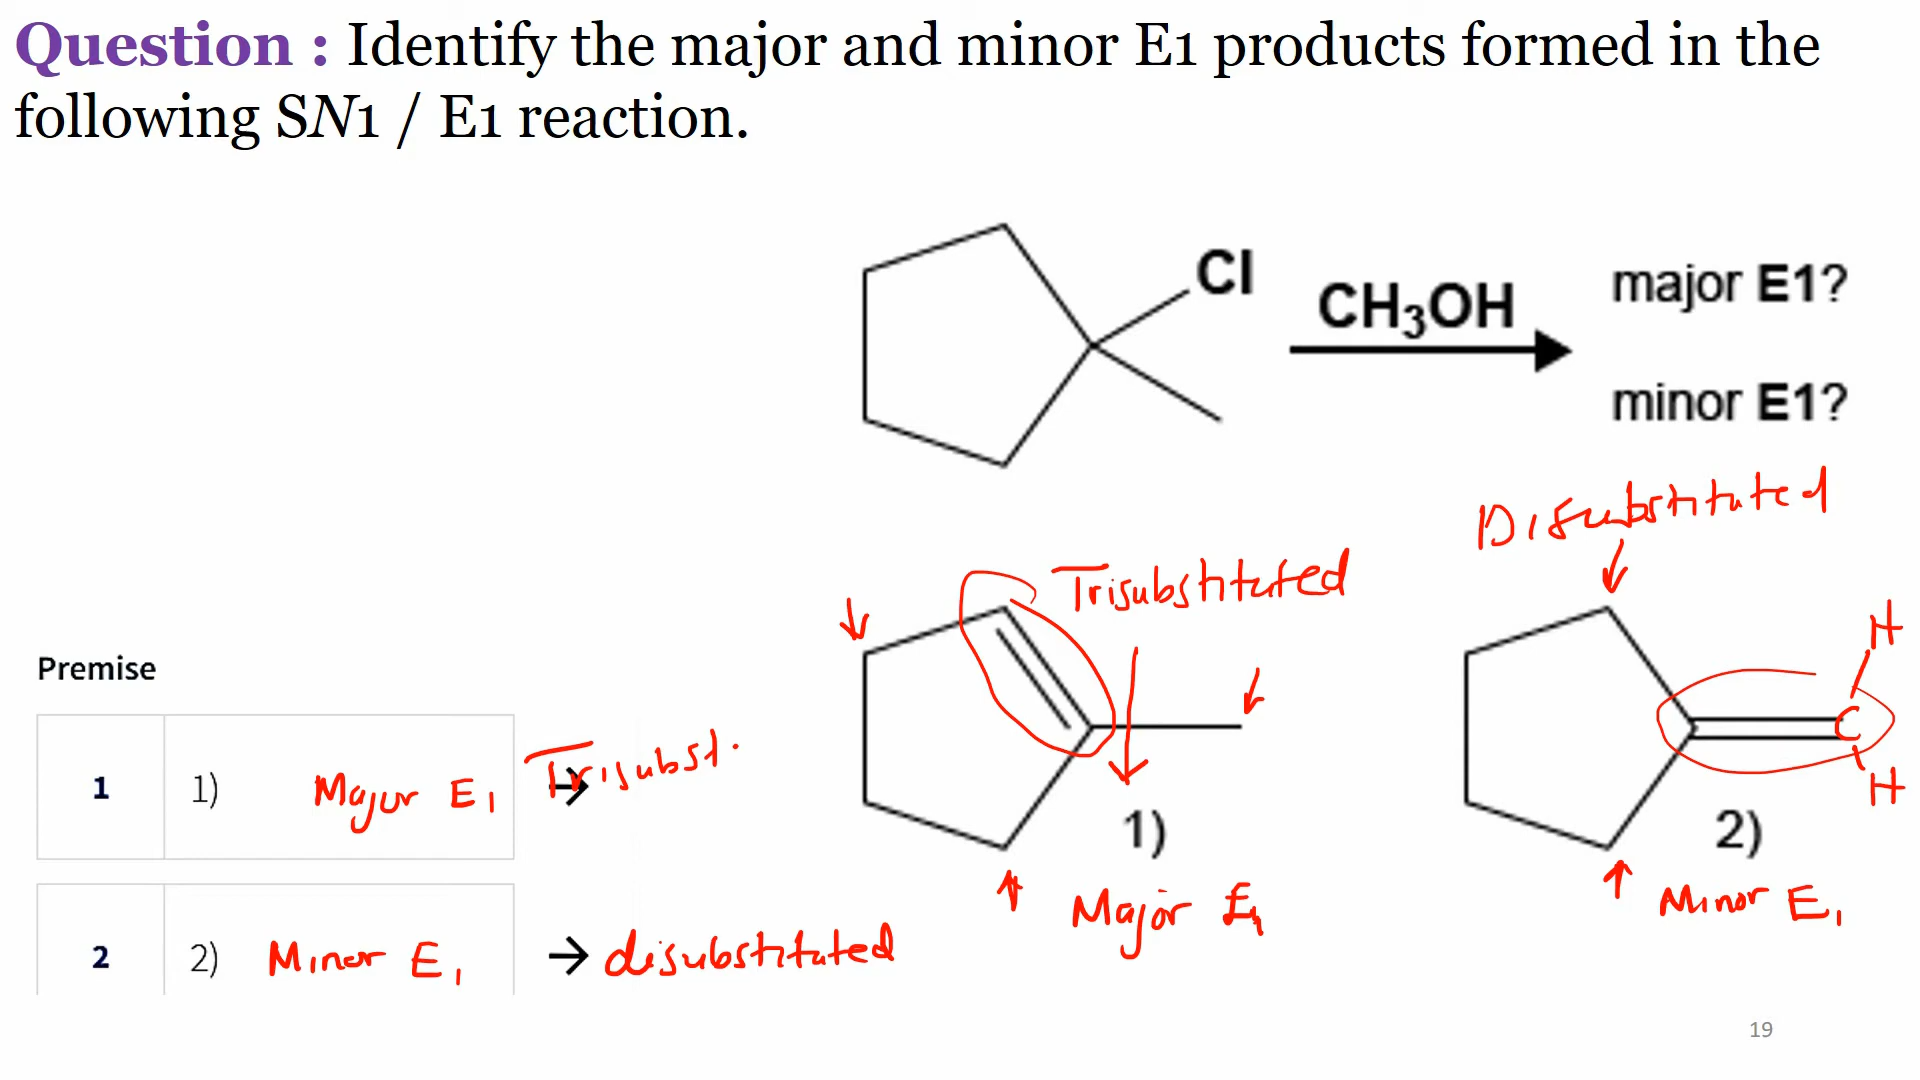 Question : Identify the major and minor E1 products formed in the
following SN1 / E1 reaction.
Cl
CH3OH
major E1?
minor E1?
Disubstituted
Trisubstituted
H
C
H
Premise
1 1) Major E1 → Trisubst.
1)
2)
Major E1
Minor E1
2 2) Minor E1 → disubstituted
19